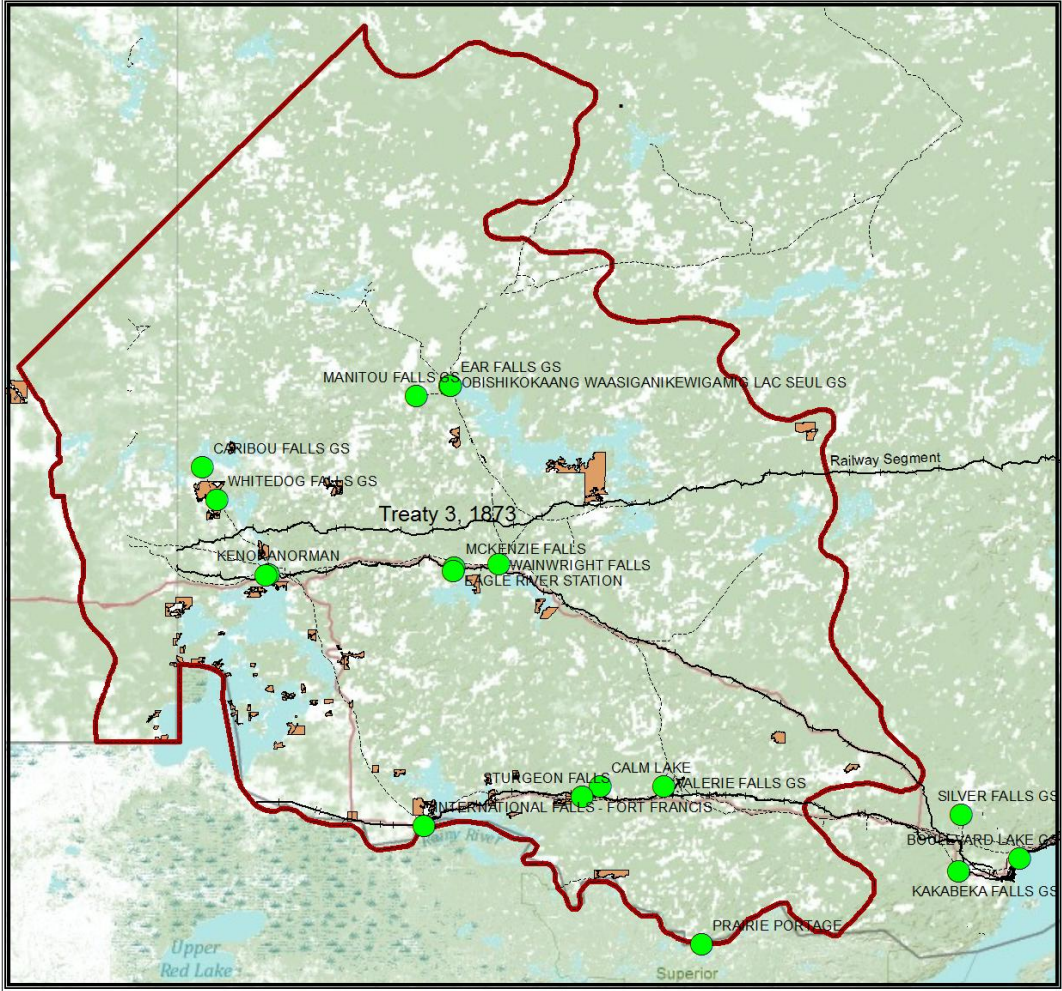 EAR FALLS GS
MANITOU FALLS GS
OBISHIKOKAANG WAASIGANIKEWIGAMIG LAC SEUL GS
CARIBOU FALLS GS
Railway Segment
WHITEDOG FALLS GS
Treaty 3, 1873
MCKENZIE FALLS
KENORA
NORMAN
WAINWRIGHT FALLS
EAGLE RIVER STATION
CALM LAKE
STURGEON FALLS
VALERIE FALLS GS
SILVER FALLS GS
INTERNATIONAL FALLS - FORT FRANCIS
Rainy River
BOULEVARD LAKE GS
KAKABEKA FALLS GS
PRAIRIE PORTAGE
Upper
Red Lake
Superior